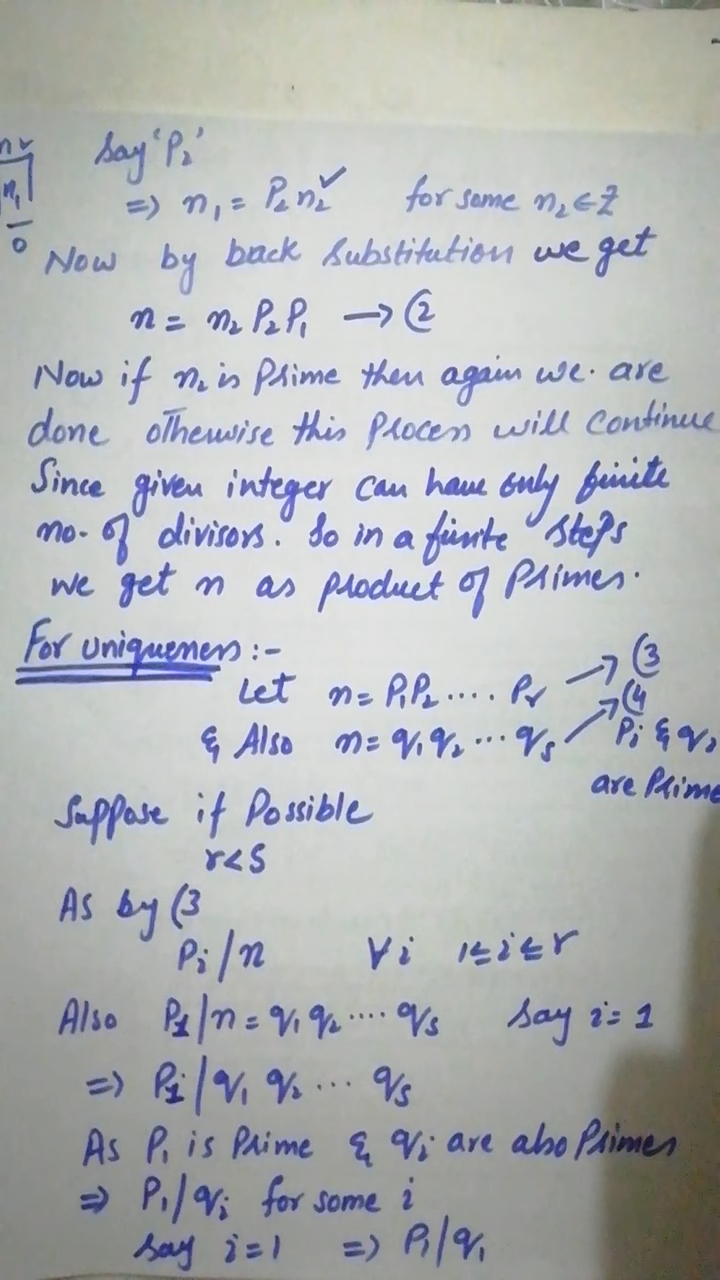 Say 'P₂'
=> n₁ = P₂ n₂ ✓ for some n₂ ∈ Z
Now by back substitution we get
n = n₂ P₂ P₁ → (2
Now if n₂ is Prime then again we are
done otherwise this Process will continue
Since given integer can have only finite
no. of divisors. So in a finite steps
we get n as product of Primes.
For uniqueness :-
Let n = P₁P₂ .... Pr → (3
& Also n = q₁q₂ ... qs → (4
Pi & qj
are Prime
Suppose if Possible
r < s
As by (3
Pi / n ∀ i 1 ≤ i ≤ r
Also P1 / n = q₁ q₂ .... qs Say i = 1
=> P1 / q₁ q₂ ... qs
As P₁ is Prime & qi are also Primes
=> P₁ / qi for some i
Say i = 1 => P₁ / q₁